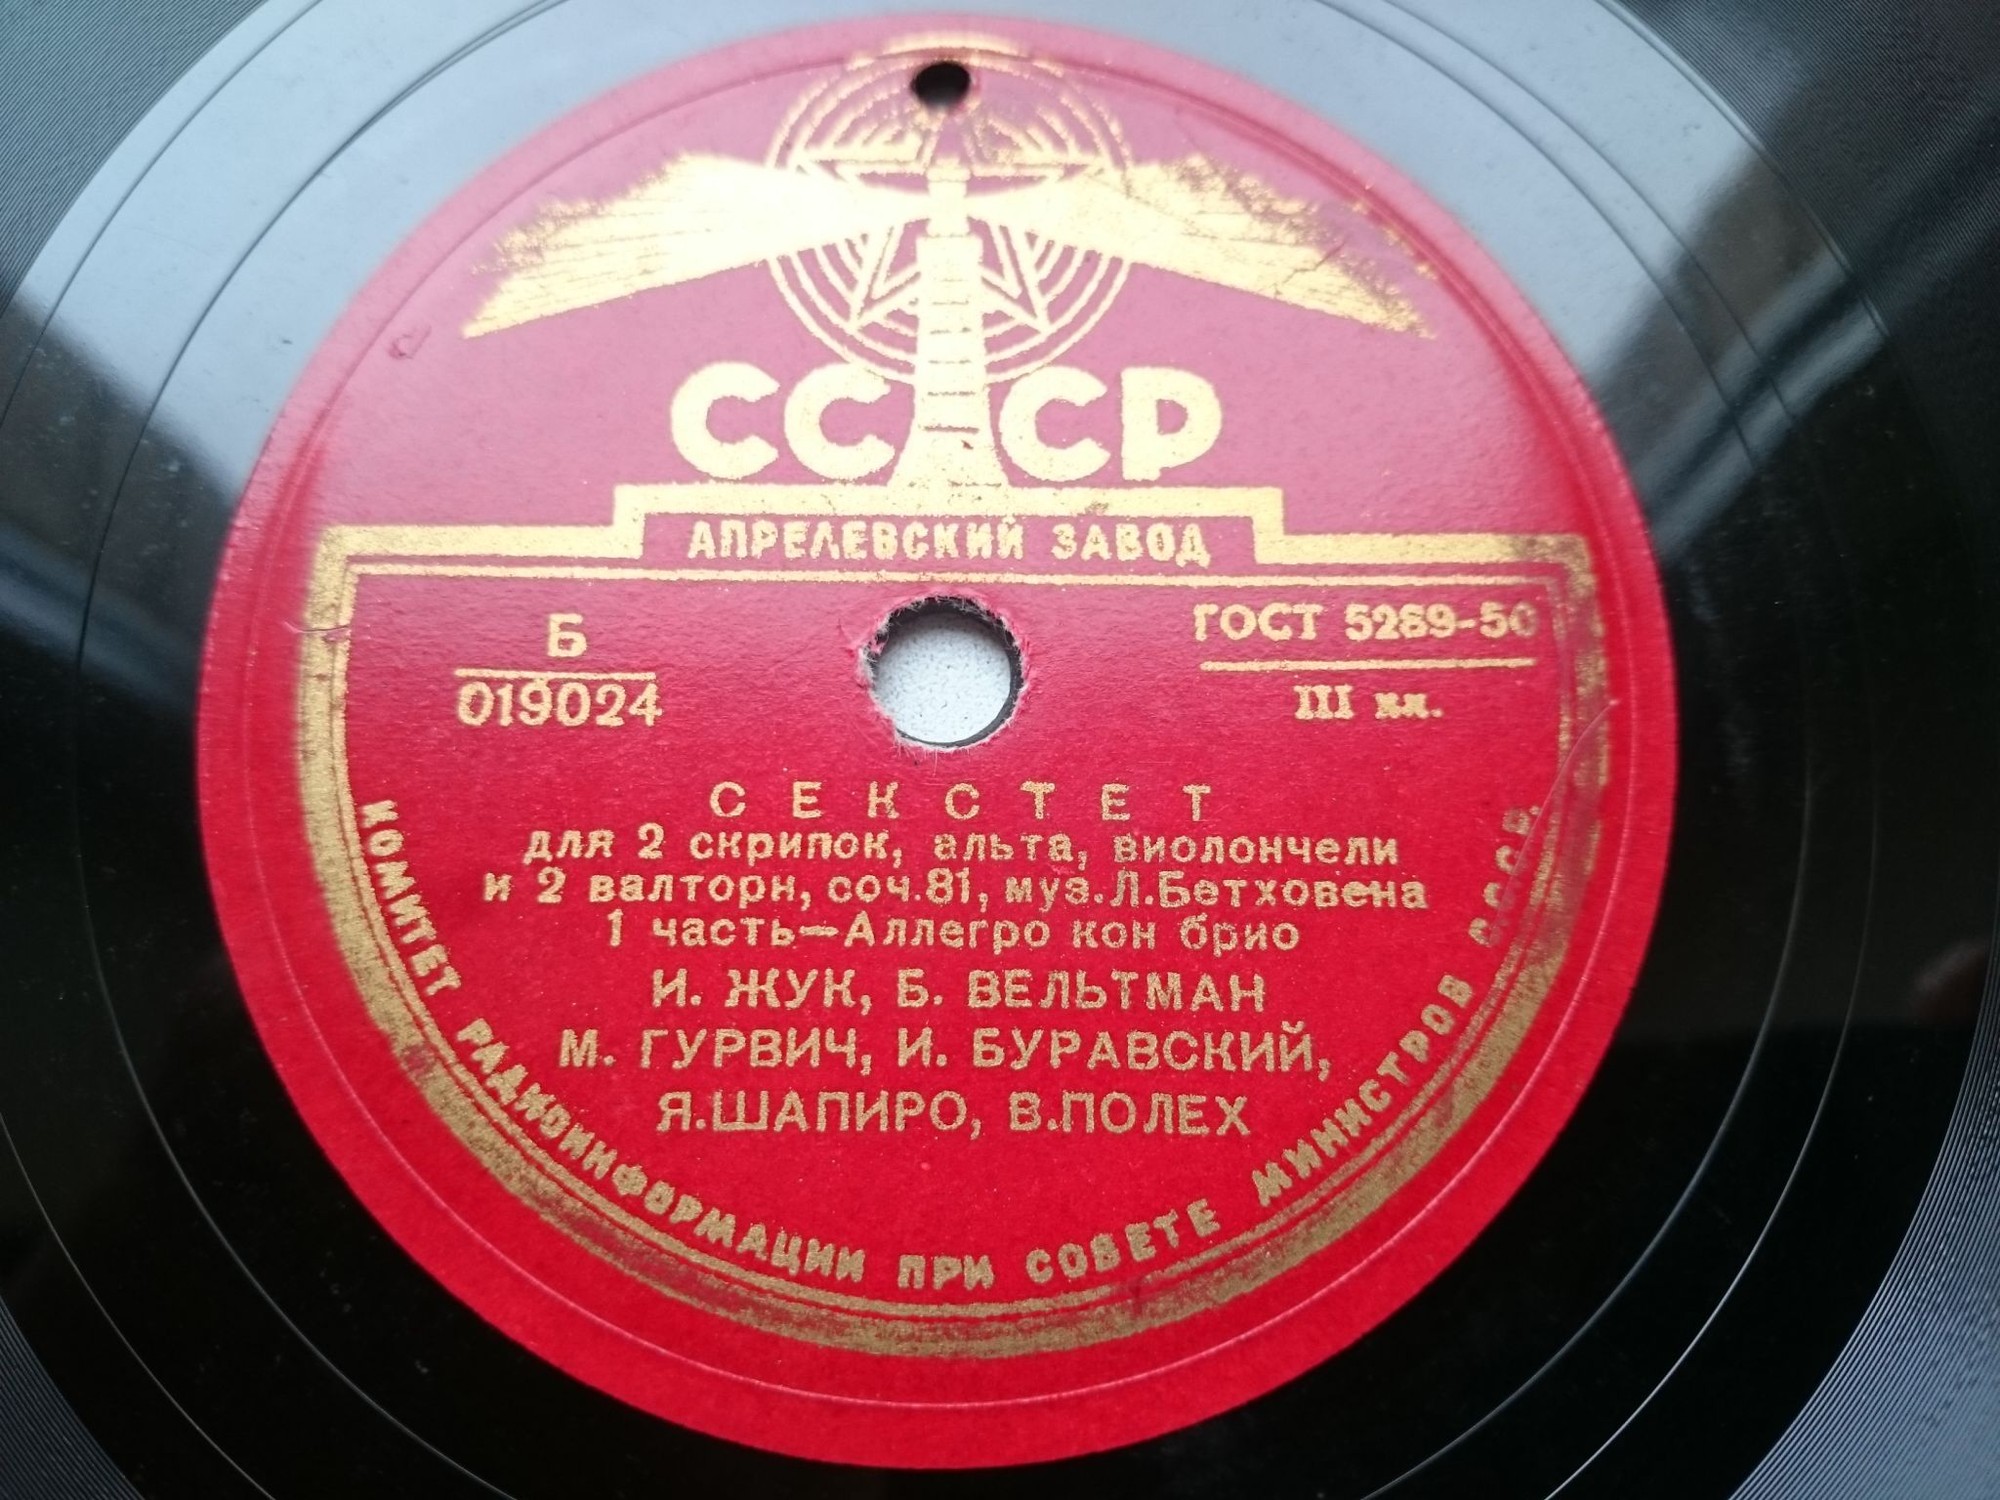 СССР
АПРЕЛЕВСКИЙ ЗАВОД
Б
019024
ГОСТ 5289-50
III кл.
СЕКСТЕТ
для 2 скрипок, альта, виолончели
и 2 валторн, соч.81, муз.Л.Бетховена
1 часть—Аллегро кон брио
И. ЖУК, Б. ВЕЛЬТМАН
М. ГУРВИЧ, И. БУРАВСКИЙ,
Я.ШАПИРО, В.ПОЛЕХ
КОМИТЕТ РАДИОИНФОРМАЦИИ ПРИ СОВЕТЕ МИНИСТРОВ СССР.